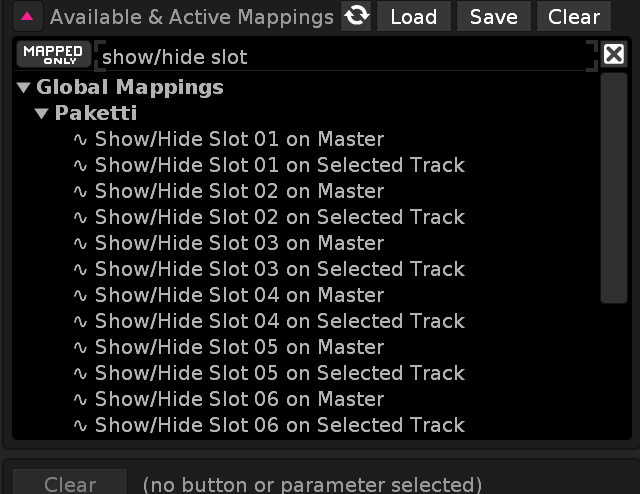 Available & Active Mappings Load Save Clear
MAPPED ONLY show/hide slot
Global Mappings
Paketti
Show/Hide Slot 01 on Master
Show/Hide Slot 01 on Selected Track
Show/Hide Slot 02 on Master
Show/Hide Slot 02 on Selected Track
Show/Hide Slot 03 on Master
Show/Hide Slot 03 on Selected Track
Show/Hide Slot 04 on Master
Show/Hide Slot 04 on Selected Track
Show/Hide Slot 05 on Master
Show/Hide Slot 05 on Selected Track
Show/Hide Slot 06 on Master
Show/Hide Slot 06 on Selected Track
Clear (no button or parameter selected)